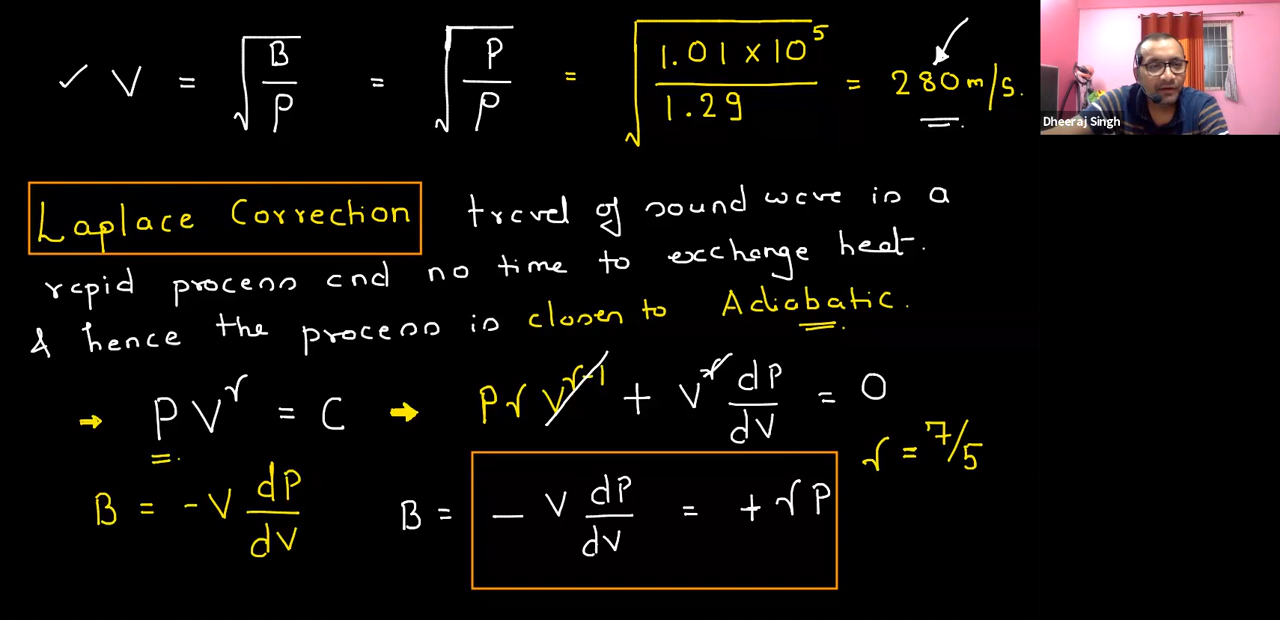 ✓ V = √(B/ρ) = √(P/ρ) = √(1.01 × 10⁵/1.29) = 280 m/s.
Dheeraj Singh
Laplace Correction travel of sound wave is a
rapid process and no time to exchange heat.
& hence the process is closer to Adiabatic.
→ PV^γ = C → Pγ V^(γ-1) + V^γ dP/dV = 0
γ = 7/5
B = -V dP/dV B = - V dP/dV = + γP